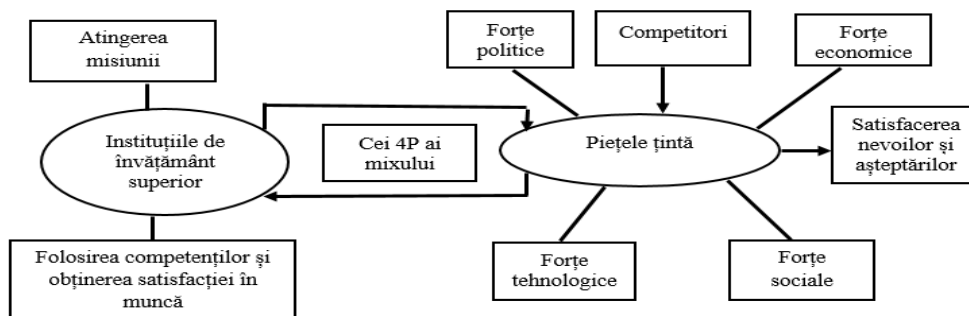 Atingerea
misiunii
Forțe
politice
Competitori
Forțe
economice
Instituțiile de
învățământ
superior
Cei 4P ai
mixului
Piețele țintă
Satisfacerea
nevoilor și
așteptărilor
Folosirea competenților și
obținerea satisfacției în
muncă
Forțe
tehnologice
Forțe
sociale